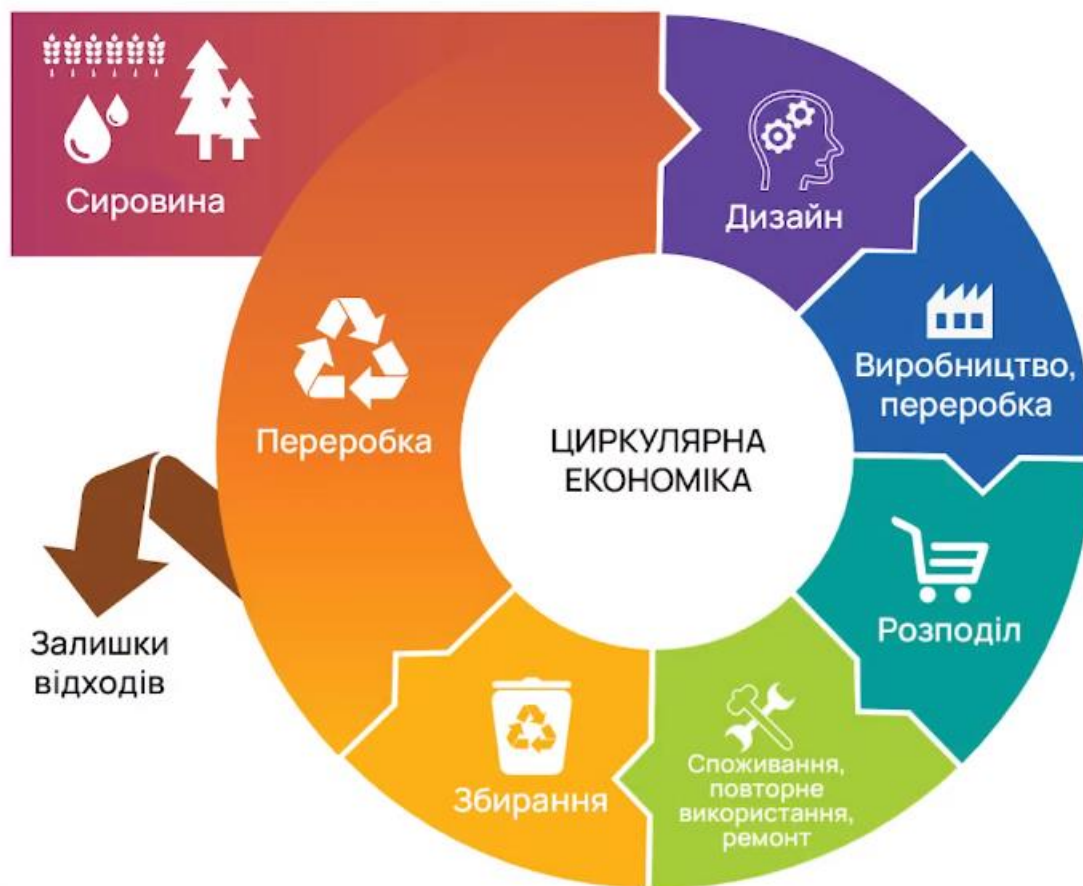 Сировина
Дизайн
Виробництво,
переробка
Переробка
ЦИРКУЛЯРНА
ЕКОНОМІКА
Розподіл
Залишки
відходів
Збирання
Споживання,
повторне
використання,
ремонт